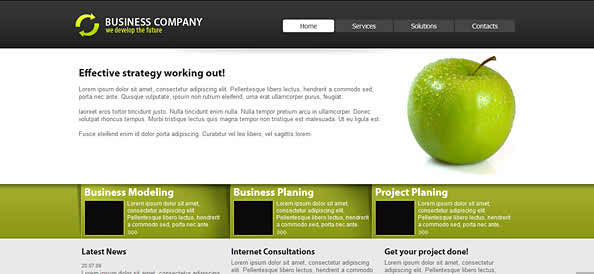 BUSINESS COMPANY
we develop the future
Home
Services
Solutions
Contacts
Effective strategy working out!
Lorem ipsum dolor sit amet, consectetur adipiscing elit. Pellentesque libero lectus, hendrerit a commodo sed,
porta nec ante. Quisque vulputate, ipsum non rutrum eleifend, urna erat ullamcorper purus, feugiat
laoreet eros tortor tincidunt justo. Nulla tincidunt enim nulla. Nulla tempor pretium arcu in ullamcorper. Donec
volutpat rhoncus tempus. Morbi tristique lectus quis magna tempor non tristique est malesuada. Ut eu ligula est.
Fusce eleifend enim id dolor porta adipiscing. Curabitur vel leo libero, vel sagittis lorem.
Business Modeling
Lorem ipsum dolor sit amet,
consectetur adipiscing elit.
Pellentesque libero lectus, hendrerit
a commodo sed, porta nec ante.
Business Planing
Lorem ipsum dolor sit amet,
consectetur adipiscing elit.
Pellentesque libero lectus, hendrerit
a commodo sed, porta nec ante.
Project Planing
Lorem ipsum dolor sit amet,
consectetur adipiscing elit.
Pellentesque libero lectus, hendrerit
a commodo sed, porta nec ante.
Latest News
Lorem ipsum dolor sit amet, consectetur
Internet Consultations
Lorem ipsum dolor sit amet, consectetur
adipiscing elit. Pellentesque libero lectus,
Get your project done!
Lorem ipsum dolor sit amet, consectetur
adipiscing elit. Pellentesque libero lectus,